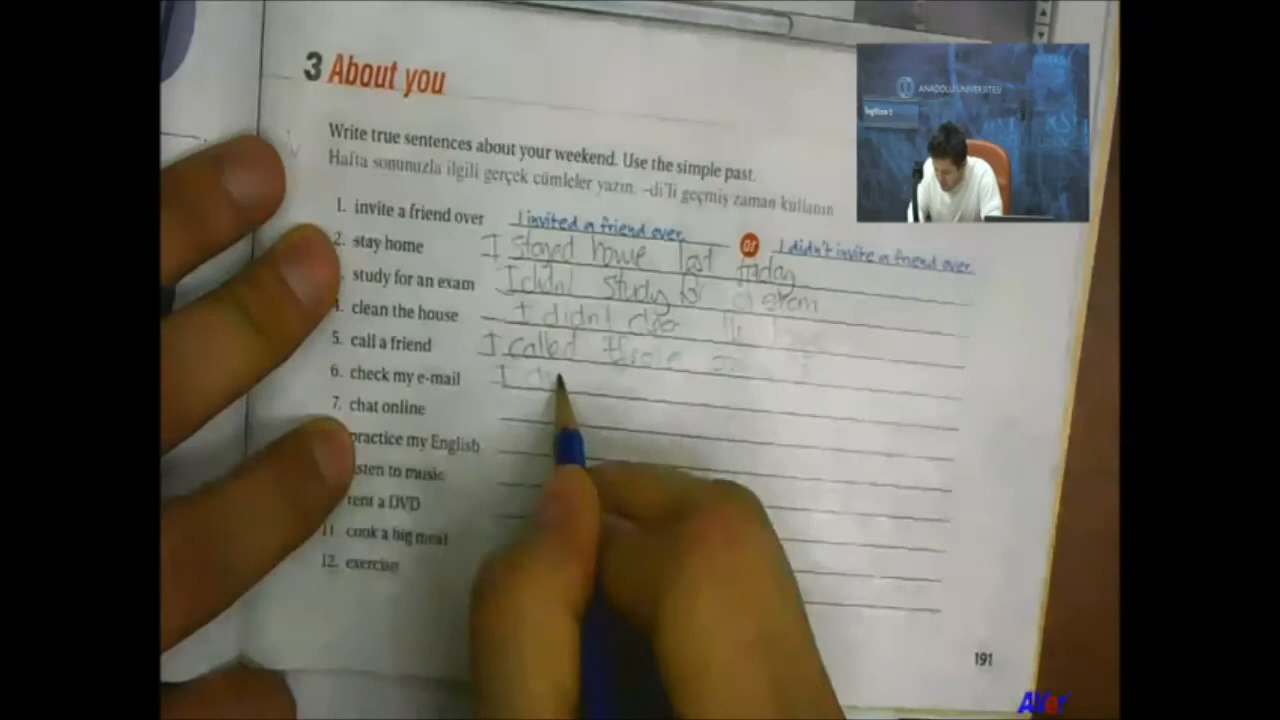 3 About you
ANADOLU ÜNİVERSİTESİ
İngilizce 1
Write true sentences about your weekend. Use the simple past.
Hafta sonunuzla ilgili gerçek cümleler yazın. –di'li geçmiş zaman kullanın
1. invite a friend over I invited a friend over. or I didn't invite a friend over.
2. stay home I stayed home last friday
study for an exam I didn't study for
4. clean the house I didn't
5. call a friend I called
6. check my e-mail I
7. chat online
practice my English
listen to music
rent a DVD
11 cook a big meal
12. exercise
191
AVer